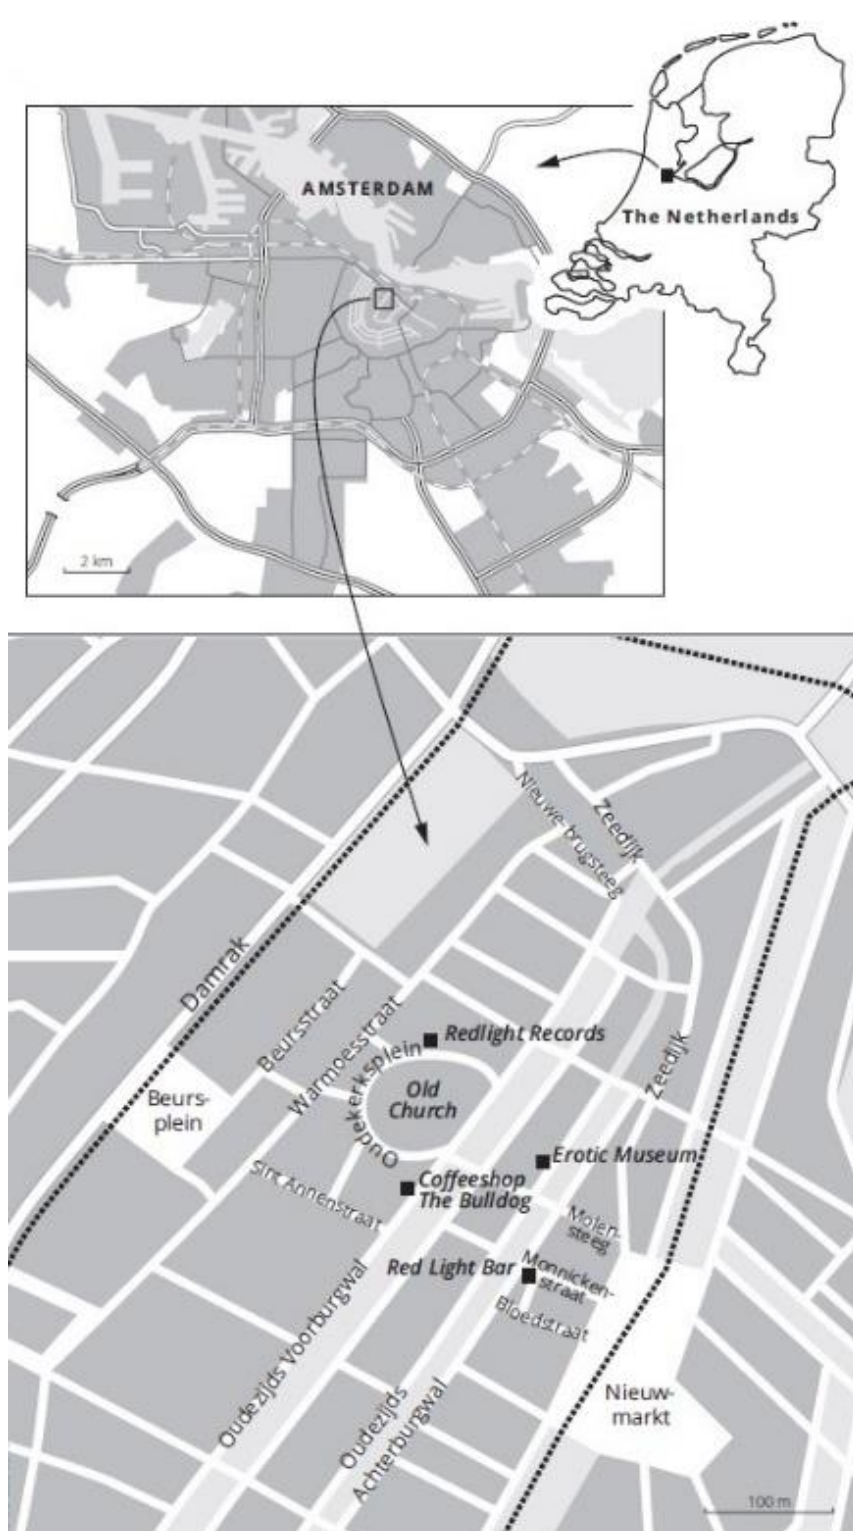 AMSTERDAM
The Netherlands
2 km
Nieuwe-brugsteeg
Zeedijk
Damrak
BeursStraat
Warmoesstraat
Redlight Records
Oudekerksplein
Old
Church
Zeedijk
Beurs-
plein
Erotic Museum
Sint Annenstraat
Coffeeshop
The Bulldog
Molen-
steeg
Red Light Bar
Monnicken-
straat
Bloedstraat
Oudezijds Voorburgwal
Oudezijds
Achterburgwal
Nieuw-
markt
100 m